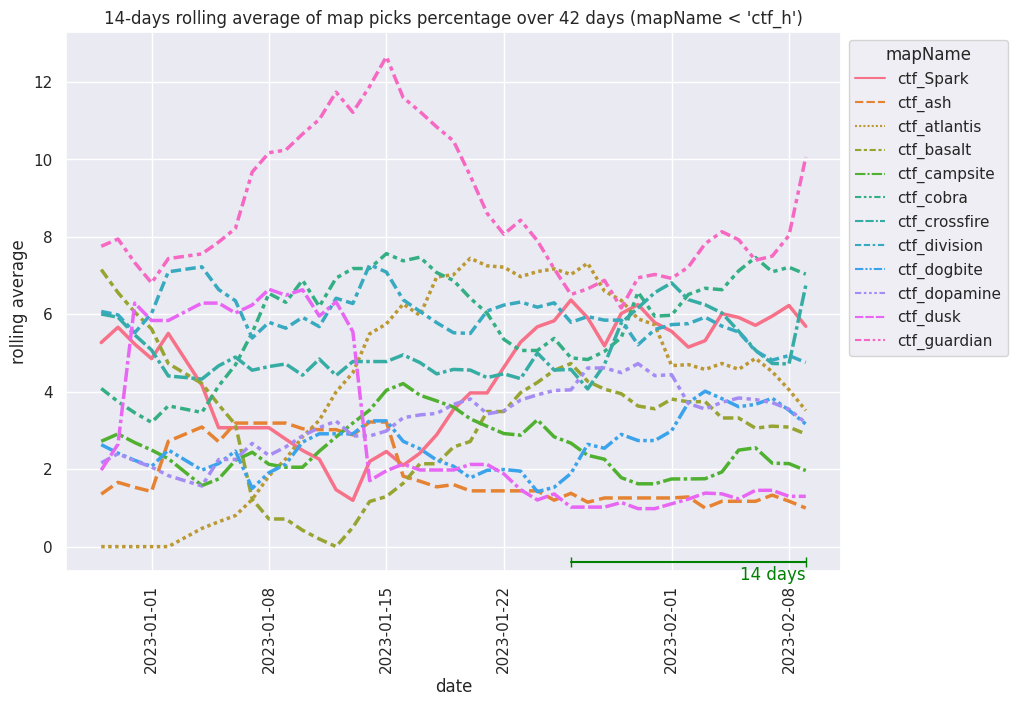 14-days rolling average of map picks percentage over 42 days (mapName < 'ctf_h')
mapName
ctf_Spark
ctf_ash
ctf_atlantis
ctf_basalt
ctf_campsite
ctf_cobra
ctf_crossfire
ctf_division
ctf_dogbite
ctf_dopamine
ctf_dusk
ctf_guardian
rolling average
12
10
8
6
4
2
0
14 days
2023-01-01
2023-01-08
2023-01-15
2023-01-22
2023-02-01
2023-02-08
date